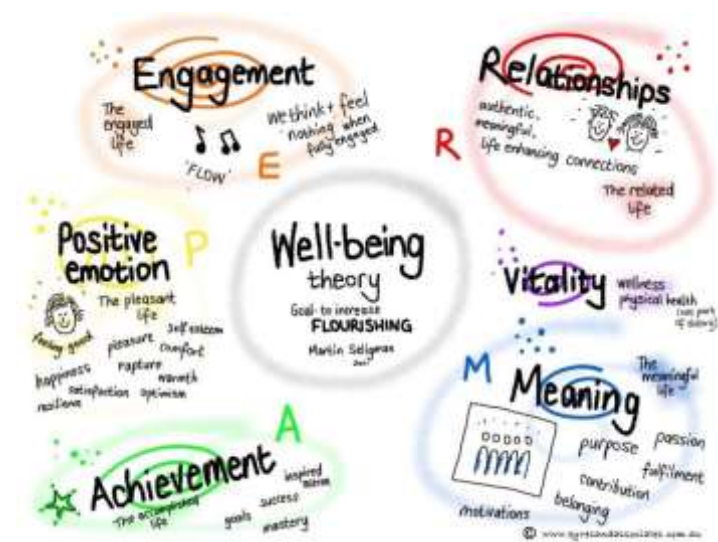 Engagement
The
engaged
life
'FLOW'
We think + feel
nothing when
fully engaged
E
Relationships
authentic,
meaningful,
life enhancing connections
The related
life
R
Positive
emotion
P
The pleasant
life
feeling good
pleasure
self esteem
comfort
happiness
rapture
warmth
satisfaction
optimism
resilience
Well-being
theory
Goal- to increase
FLOURISHING
Martin Seligman
Vitality
wellness
physical health
(not part
M
Meaning
The
meaningful
life
purpose
passion
fulfilment
contribution
belonging
motivations
A
Achievement
The accomplished
life
goals
success
mastery
inspired
©